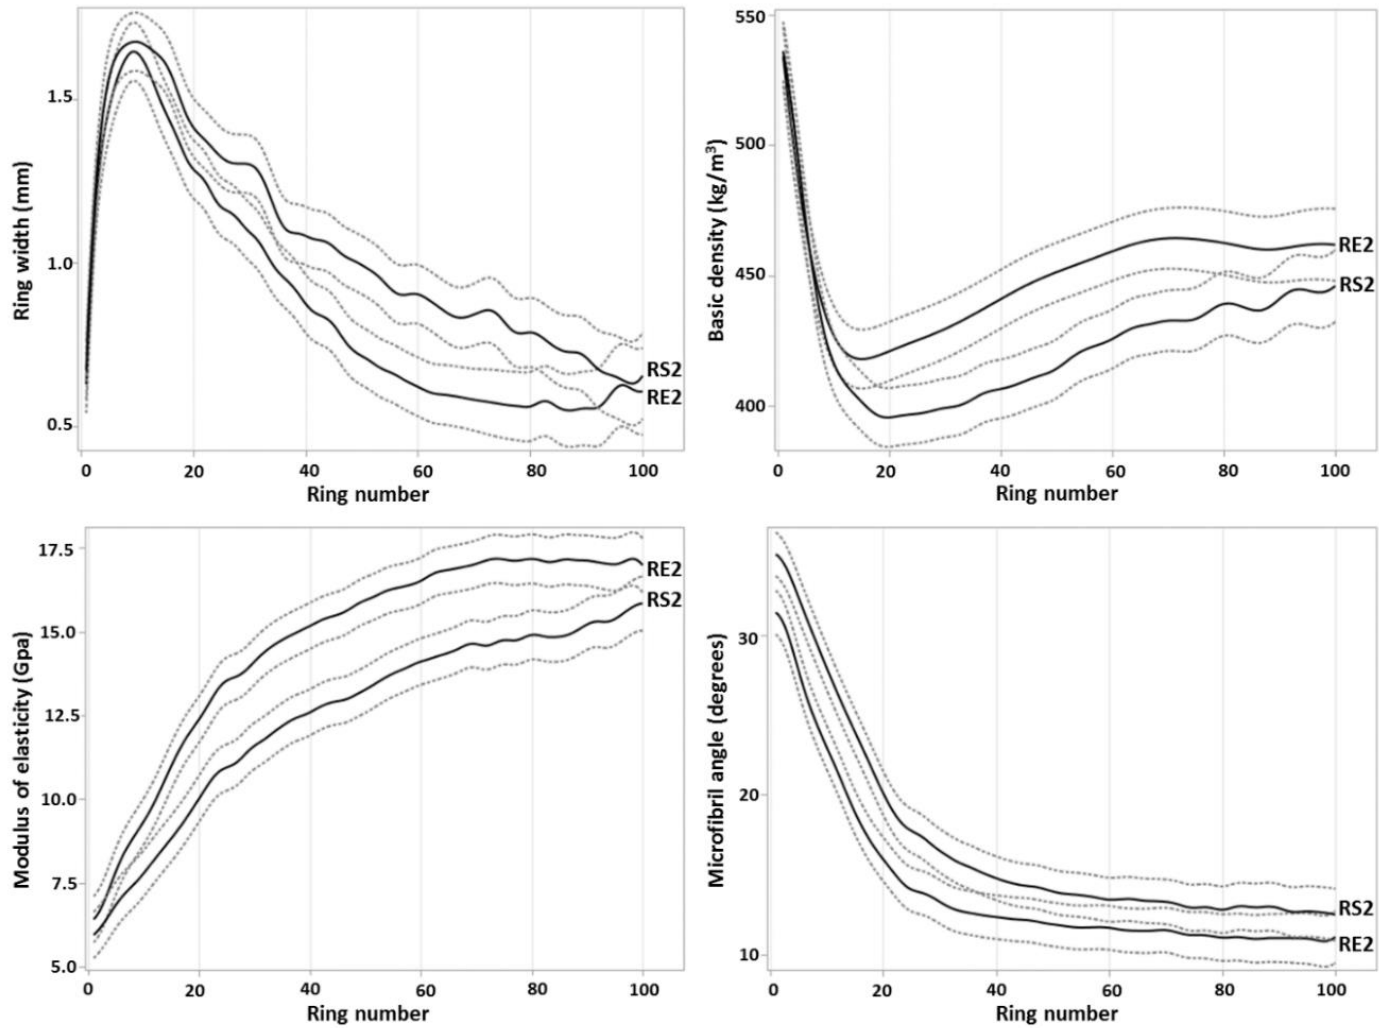 Ring width (mm)
1.5
1.0
0.5
RS2
RE2
0 20 40 60 80 100
Ring number
Basic density (kg/m³)
550
500
450
400
RE2
RS2
0 20 40 60 80 100
Ring number
Modulus of elasticity (Gpa)
17.5
15.0
12.5
10.0
7.5
5.0
RE2
RS2
0 20 40 60 80 100
Ring number
Microfibril angle (degrees)
30
20
10
RS2
RE2
0 20 40 60 80 100
Ring number